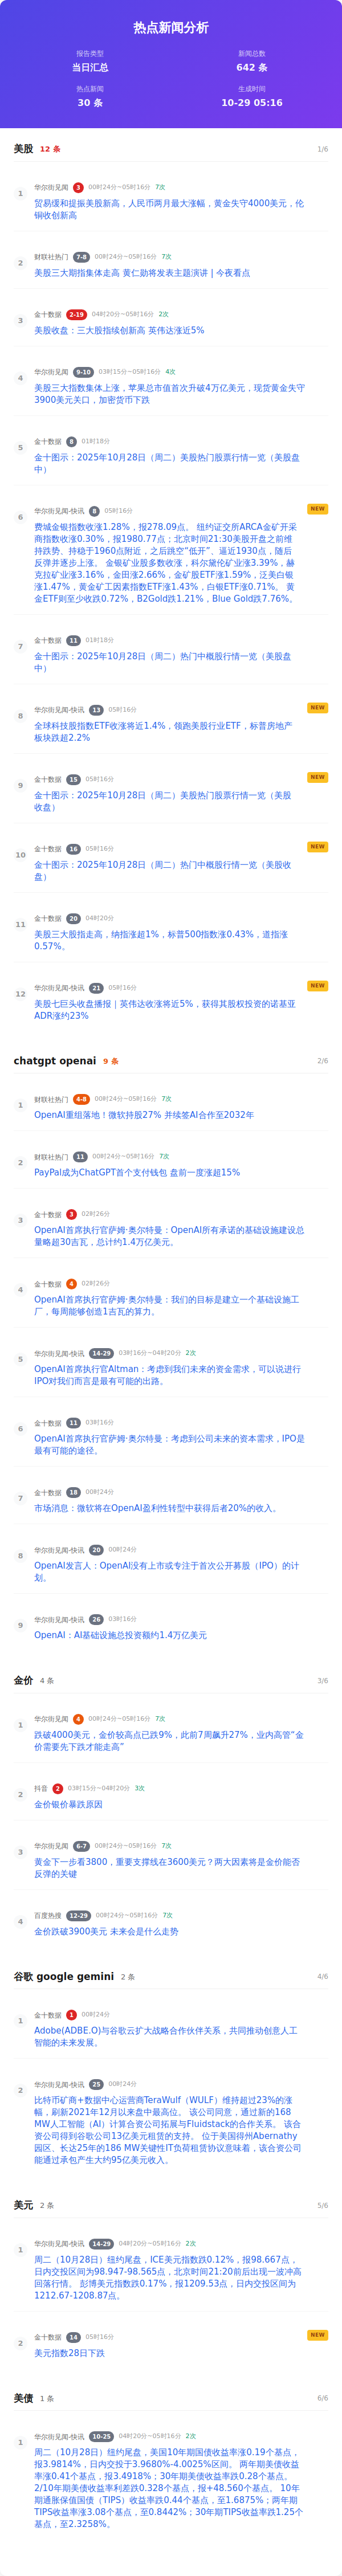 热点新闻分析
报告类型
当日汇总
新闻总数
642 条
热点新闻
30 条
生成时间
10-29 05:16
美股 12 条 1/6
1
华尔街见闻 3 00时24分~05时16分 7次
贸易缓和提振美股新高，人民币两月最大涨幅，黄金失守4000美元，伦
铜收创新高
2
财联社热门 7-8 00时24分~05时16分 7次
美股三大期指集体走高 黄仁勋将发表主题演讲 | 今夜看点
3
金十数据 2-19 04时20分~05时16分 2次
美股收盘：三大股指续创新高 英伟达涨近5%
4
华尔街见闻 9-10 03时15分~05时16分 4次
美股三大指数集体上涨，苹果总市值首次升破4万亿美元，现货黄金失守
3900美元关口，加密货币下跌
5
金十数据 8 01时18分
金十图示：2025年10月28日（周二）美股热门股票行情一览（美股盘
中）
6
华尔街见闻-快讯 8 05时16分 NEW
费城金银指数收涨1.28%，报278.09点。 纽约证交所ARCA金矿开采
商指数收涨0.30%，报1980.77点；北京时间21:30美股开盘之前维
持跌势、持稳于1960点附近，之后跳空“低开”、逼近1930点，随后
反弹并逐步上涨。 金银矿业股多数收涨，科尔黛伦矿业涨3.39%，赫
克拉矿业涨3.16%，金田涨2.66%，金矿股ETF涨1.59%，泛美白银
涨1.47%，黄金矿工因素指数ETF涨1.43%，白银ETF涨0.71%。 黄
金ETF则至少收跌0.72%，B2Gold跌1.21%，Blue Gold跌7.76%。
7
金十数据 11 01时18分
金十图示：2025年10月28日（周二）热门中概股行情一览（美股盘
中）
8
华尔街见闻-快讯 13 05时16分 NEW
全球科技股指数ETF收涨将近1.4%，领跑美股行业ETF，标普房地产
板块跌超2.2%
9
金十数据 15 05时16分 NEW
金十图示：2025年10月28日（周二）美股热门股票行情一览（美股
收盘）
10
金十数据 16 05时16分 NEW
金十图示：2025年10月28日（周二）热门中概股行情一览（美股收
盘）
11
金十数据 20 04时20分
美股三大股指走高，纳指涨超1%，标普500指数涨0.43%，道指涨
0.57%。
12
华尔街见闻-快讯 21 05时16分 NEW
美股七巨头收盘播报｜英伟达收涨将近5%，获得其股权投资的诺基亚
ADR涨约23%
chatgpt openai 9 条 2/6
1
财联社热门 4-8 00时24分~05时16分 7次
OpenAI重组落地！微软持股27% 并续签AI合作至2032年
2
财联社热门 11 00时24分~05时16分 7次
PayPal成为ChatGPT首个支付钱包 盘前一度涨超15%
3
金十数据 3 02时26分
OpenAI首席执行官萨姆·奥尔特曼：OpenAI所有承诺的基础设施建设总
量略超30吉瓦，总计约1.4万亿美元。
4
金十数据 4 02时26分
OpenAI首席执行官萨姆·奥尔特曼：我们的目标是建立一个基础设施工
厂，每周能够创造1吉瓦的算力。
5
华尔街见闻-快讯 14-29 03时16分~04时20分 2次
OpenAI首席执行官Altman：考虑到我们未来的资金需求，可以说进行
IPO对我们而言是最有可能的出路。
6
金十数据 11 03时16分
OpenAI首席执行官萨姆·奥尔特曼：考虑到公司未来的资本需求，IPO是
最有可能的途径。
7
金十数据 18 00时24分
市场消息：微软将在OpenAI盈利性转型中获得后者20%的收入。
8
华尔街见闻-快讯 20 00时24分
OpenAI发言人：OpenAI没有上市或专注于首次公开募股（IPO）的计
划。
9
华尔街见闻-快讯 26 03时16分
OpenAI：AI基础设施总投资额约1.4万亿美元
金价 4 条 3/6
1
华尔街见闻 4 00时24分~05时16分 7次
跌破4000美元，金价较高点已跌9%，此前7周飙升27%，业内高管“金
价需要先下跌才能走高”
2
抖音 2 03时15分~04时20分 3次
金价银价暴跌原因
3
华尔街见闻 6-7 00时24分~05时16分 7次
黄金下一步看3800，重要支撑线在3600美元？两大因素将是金价能否
反弹的关键
4
百度热搜 12-29 00时24分~05时16分 7次
金价跌破3900美元 未来会是什么走势
谷歌 google gemini 2 条 4/6
1
金十数据 1 00时24分
Adobe(ADBE.O)与谷歌云扩大战略合作伙伴关系，共同推动创意人工
智能的未来发展。
2
华尔街见闻-快讯 25 00时24分
比特币矿商+数据中心运营商TeraWulf（WULF）维持超过23%的涨
幅，刷新2021年12月以来盘中最高位。 该公司同意，通过新的168
MW人工智能（AI）计算合资公司拓展与Fluidstack的合作关系。 该合
资公司得到谷歌公司13亿美元租赁的支持。 位于美国得州Abernathy
园区、长达25年的186 MW关键性IT负荷租赁协议意味着，该合资公司
能通过承包产生大约95亿美元收入。
美元 2 条 5/6
1
华尔街见闻-快讯 14-29 04时20分~05时16分 2次
周二（10月28日）纽约尾盘，ICE美元指数跌0.12%，报98.667点，
日内交投区间为98.947-98.565点，北京时间21:20前后出现一波冲高
回落行情。 彭博美元指数跌0.17%，报1209.53点，日内交投区间为
1212.67-1208.87点。
2
金十数据 14 05时16分 NEW
美元指数28日下跌
美债 1 条 6/6
1
华尔街见闻-快讯 10-25 04时20分~05时16分 2次
周二（10月28日）纽约尾盘，美国10年期国债收益率涨0.19个基点，
报3.9814%，日内交投于3.9680%-4.0025%区间。 两年期美债收益
率涨0.41个基点，报3.4918%；30年期美债收益率跌0.28个基点。
2/10年期美债收益率利差跌0.328个基点，报+48.560个基点。 10年
期通胀保值国债（TIPS）收益率跌0.44个基点，至1.6875%；两年期
TIPS收益率涨3.08个基点，至0.8442%；30年期TIPS收益率跌1.25个
基点，至2.3258%。